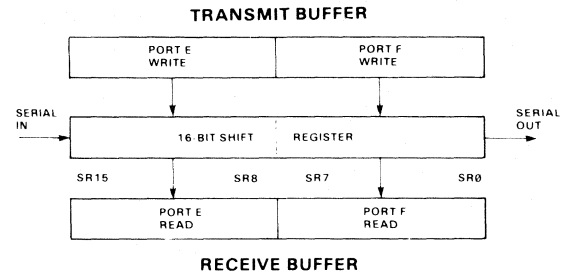 TRANSMIT BUFFER
PORT E PORT F
WRITE WRITE
SERIAL IN
SERIAL OUT
16-BIT SHIFT REGISTER
SR15 SR8 SR7 SR0
PORT E PORT F
READ READ
RECEIVE BUFFER